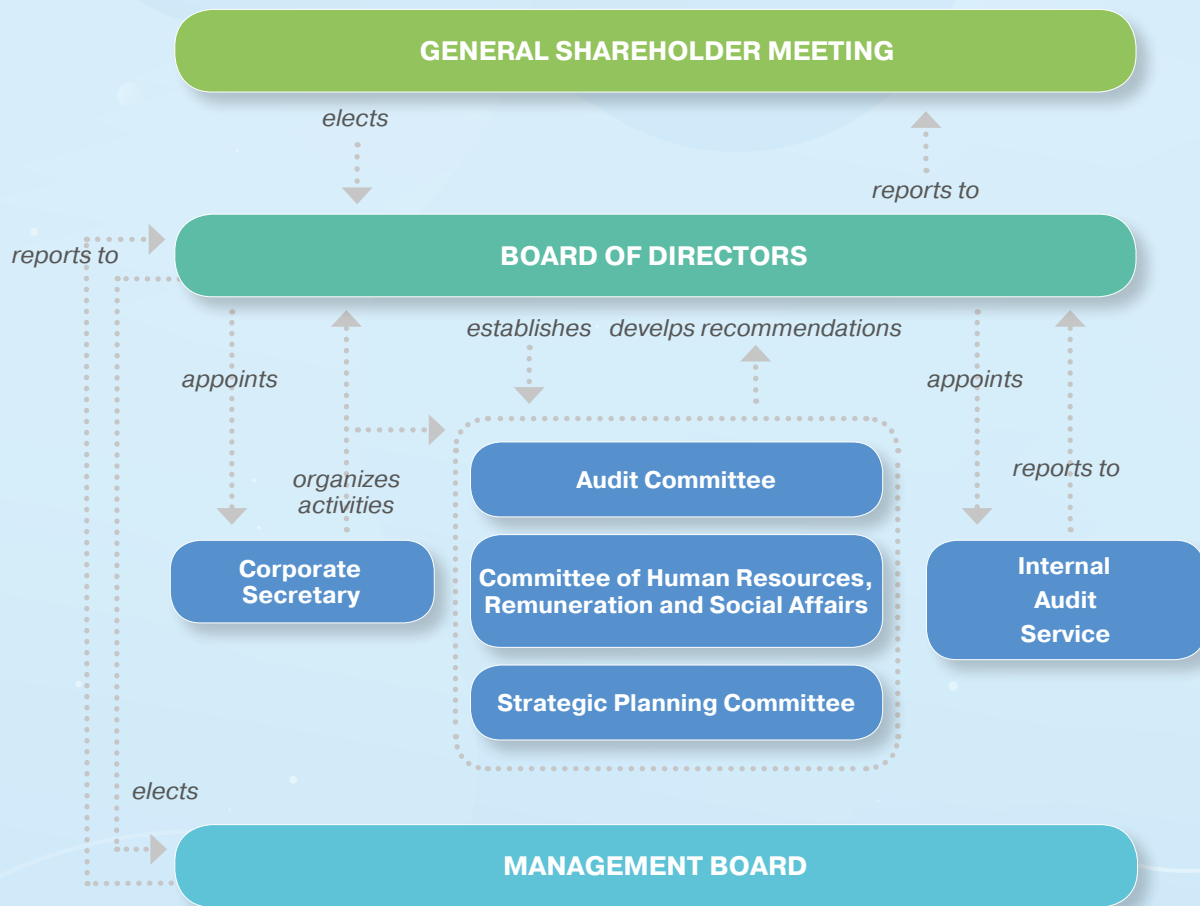 GENERAL SHAREHOLDER MEETING
elects
reports to
reports to
BOARD OF DIRECTORS
establishes
develps recommendations
appoints
appoints
organizes
activities
reports to
Audit Committee
Corporate
Secretary
Committee of Human Resources,
Remuneration and Social Affairs
Internal
Audit
Service
Strategic Planning Committee
elects
MANAGEMENT BOARD